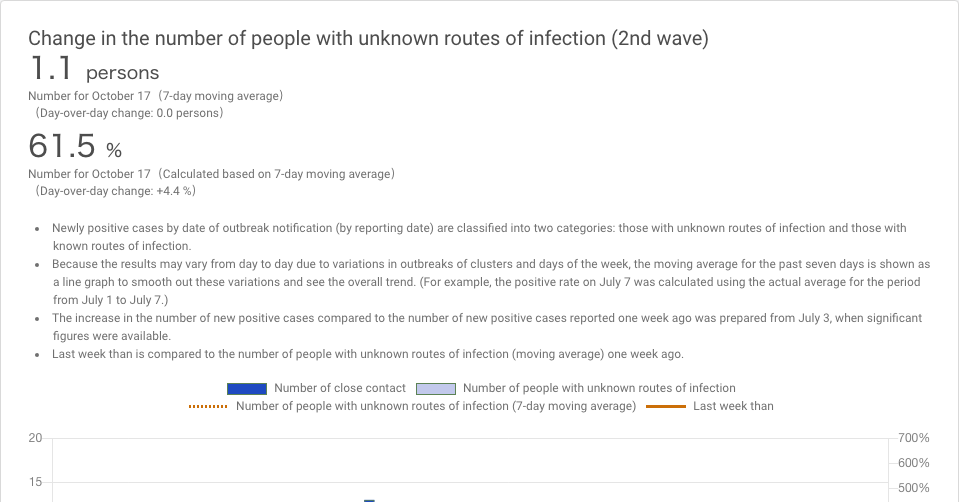 Change in the number of people with unknown routes of infection (2nd wave)
1.1 persons
Number for October 17（7-day moving average）
（Day-over-day change: 0.0 persons）
61.5 %
Number for October 17（Calculated based on 7-day moving average）
（Day-over-day change: +4.4 %）
• Newly positive cases by date of outbreak notification (by reporting date) are classified into two categories: those with unknown routes of infection and those with
known routes of infection.
• Because the results may vary from day to day due to variations in outbreaks of clusters and days of the week, the moving average for the past seven days is shown as
a line graph to smooth out these variations and see the overall trend. (For example, the positive rate on July 7 was calculated using the actual average for the period
from July 1 to July 7.)
• The increase in the number of new positive cases compared to the number of new positive cases reported one week ago was prepared from July 3, when significant
figures were available.
• Last week than is compared to the number of people with unknown routes of infection (moving average) one week ago.
Number of close contact Number of people with unknown routes of infection
Number of people with unknown routes of infection (7-day moving average) Last week than
20 700%
600%
15 500%